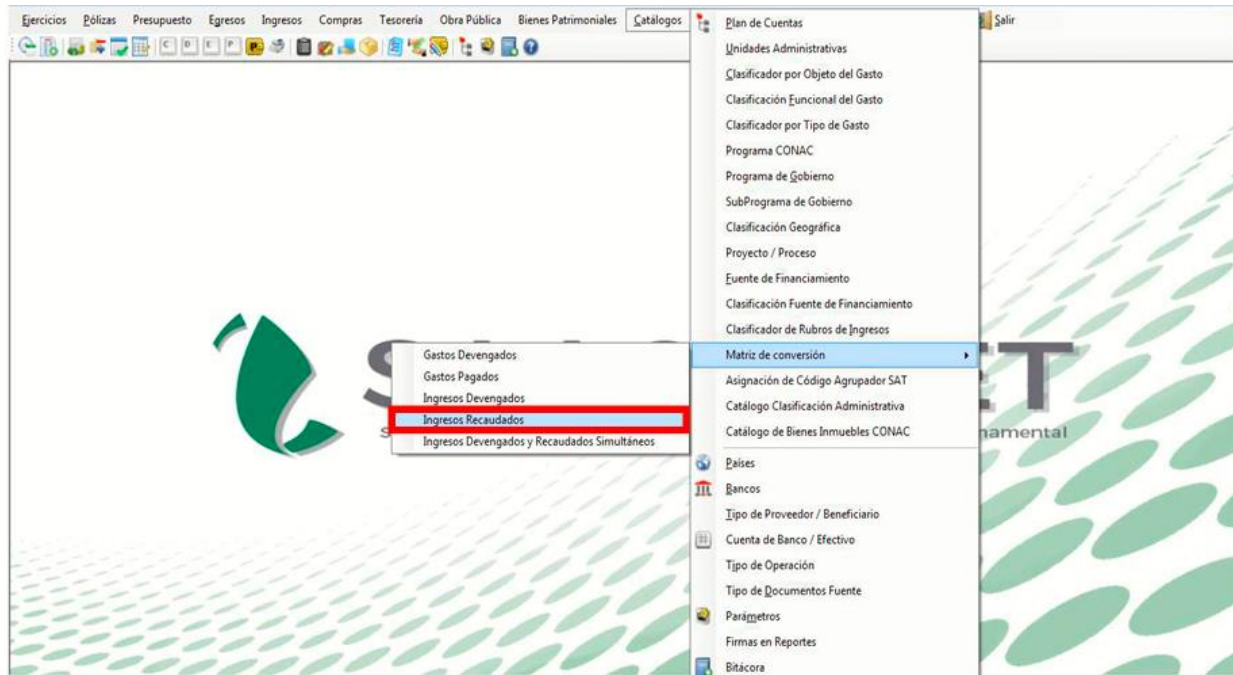 Ejercicios Pólizas Presupuesto Egresos Ingresos Compras Tesorería Obra Pública Bienes Patrimoniales Catálogos Salir
Plan de Cuentas
Unidades Administrativas
Clasificador por Objeto del Gasto
Clasificación Funcional del Gasto
Clasificador por Tipo de Gasto
Programa CONAC
Programa de Gobierno
SubPrograma de Gobierno
Clasificación Geográfica
Proyecto / Proceso
Fuente de Financiamiento
Clasificación Fuente de Financiamiento
Clasificador de Rubros de Ingresos
Matriz de conversión
Asignación de Código Agrupador SAT
Catálogo Clasificación Administrativa
Catálogo de Bienes Inmuebles CONAC
Países
Bancos
Tipo de Proveedor / Beneficiario
Cuenta de Banco / Efectivo
Tipo de Operación
Tipo de Documentos Fuente
Parámetros
Firmas en Reportes
Bitácora
Gastos Devengados
Gastos Pagados
Ingresos Devengados
Ingresos Recaudados
Ingresos Devengados y Recaudados Simultáneos